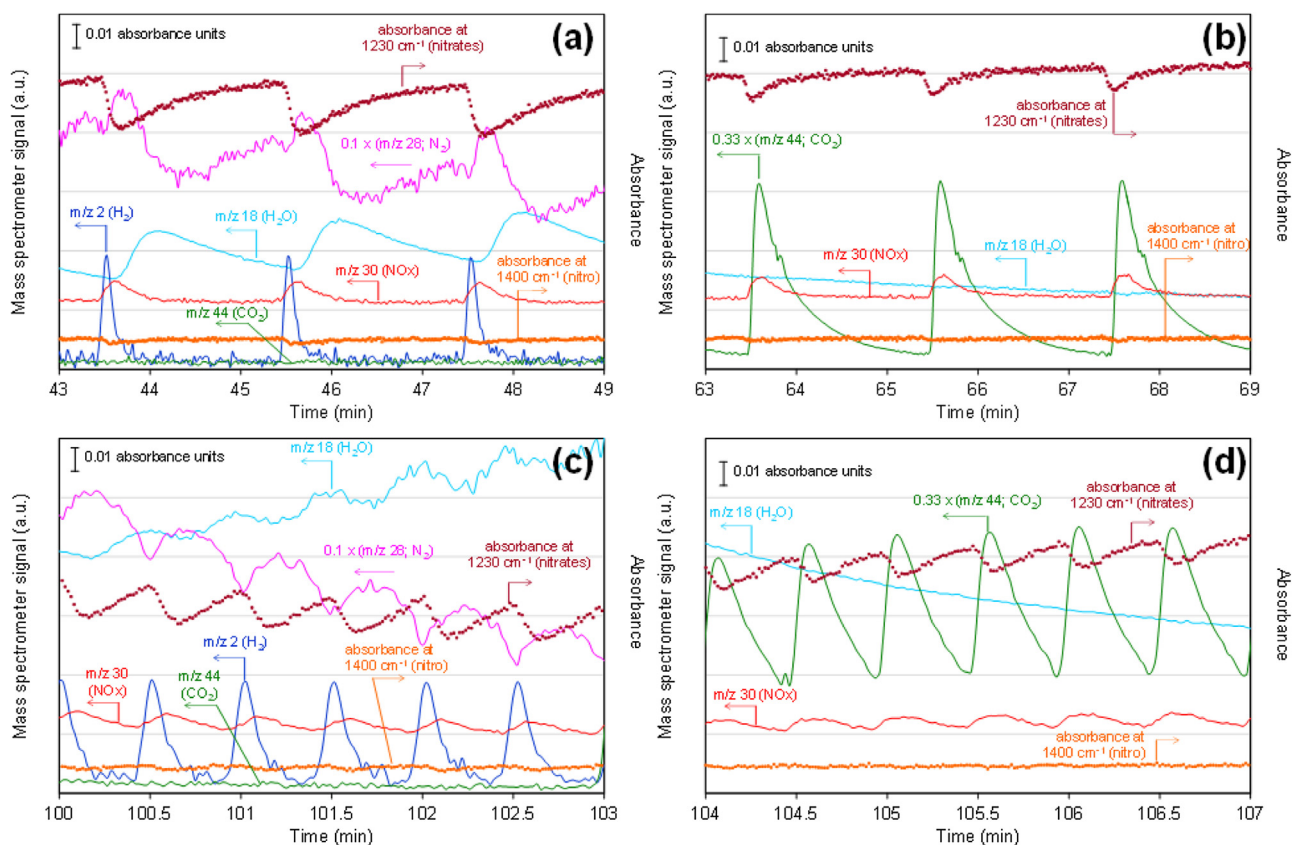 0.01 absorbance units
absorbance at
1230 cm⁻¹ (nitrates)
(a)
0.1 x (m/z 28; N₂)
m/z 2 (H₂)
m/z 18 (H₂O)
absorbance at
1400 cm⁻¹ (nitro)
m/z 30 (NOx)
m/z 44 (CO₂)
Mass spectrometer signal (a.u.)
Absorbance
43 44 45 46 47 48 49
Time (min)
0.01 absorbance units
(b)
absorbance at
1230 cm⁻¹ (nitrates)
0.33 x (m/z 44; CO₂)
absorbance at
1400 cm⁻¹ (nitro)
m/z 18 (H₂O)
m/z 30 (NOx)
Mass spectrometer signal (a.u.)
Absorbance
63 64 65 66 67 68 69
Time (min)
0.01 absorbance units
m/z 18 (H₂O)
(c)
0.1 x (m/z 28; N₂)
absorbance at
1230 cm⁻¹ (nitrates)
m/z 2 (H₂)
absorbance at
1400 cm⁻¹ (nitro)
m/z 30
(NOx)
m/z 44
(CO₂)
Mass spectrometer signal (a.u.)
Absorbance
100 100.5 101 101.5 102 102.5 103
Time (min)
0.01 absorbance units
(d)
absorbance at
1230 cm⁻¹ (nitrates)
0.33 x (m/z 44; CO₂)
m/z 18 (H₂O)
m/z 30 (NOx)
absorbance at
1400 cm⁻¹ (nitro)
Mass spectrometer signal (a.u.)
Absorbance
104 104.5 105 105.5 106 106.5 107
Time (min)